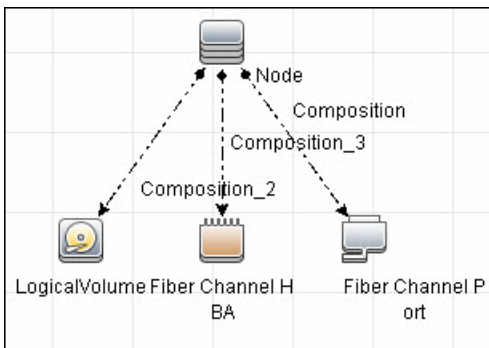 Node
Composition
Composition_3
Composition_2
LogicalVolume
Fiber Channel H
BA
Fiber Channel P
ort